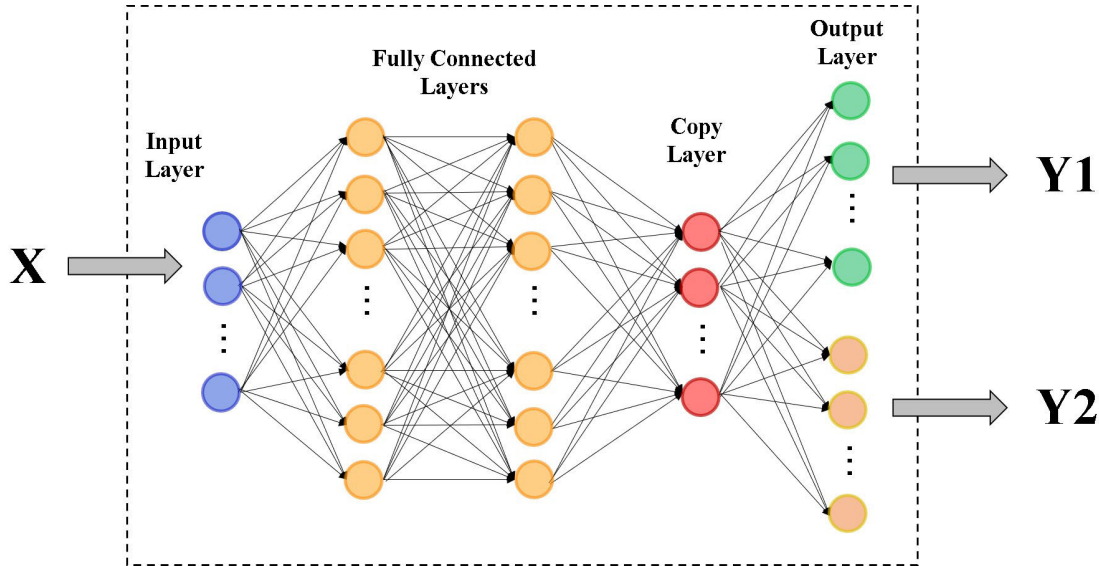 Output
Layer
Fully Connected
Layers
Copy
Layer
Input
Layer
X
Y1
Y2